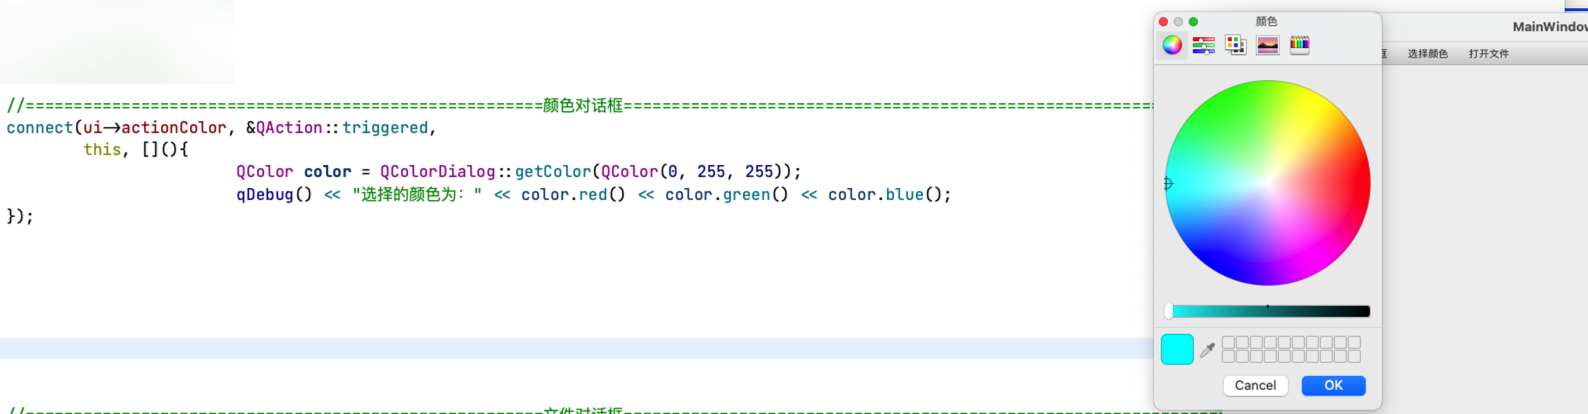 //======================================================颜色对话框=======================================================
connect(ui->actionColor, &QAction::triggered,
this, [](){
QColor color = QColorDialog::getColor(QColor(0, 255, 255));
qDebug() << "选择的颜色为：" << color.red() << color.green() << color.blue();
});
//======================================================文件对话框==============================================================
颜色
MainWindow
框 选择颜色 打开文件
Cancel OK